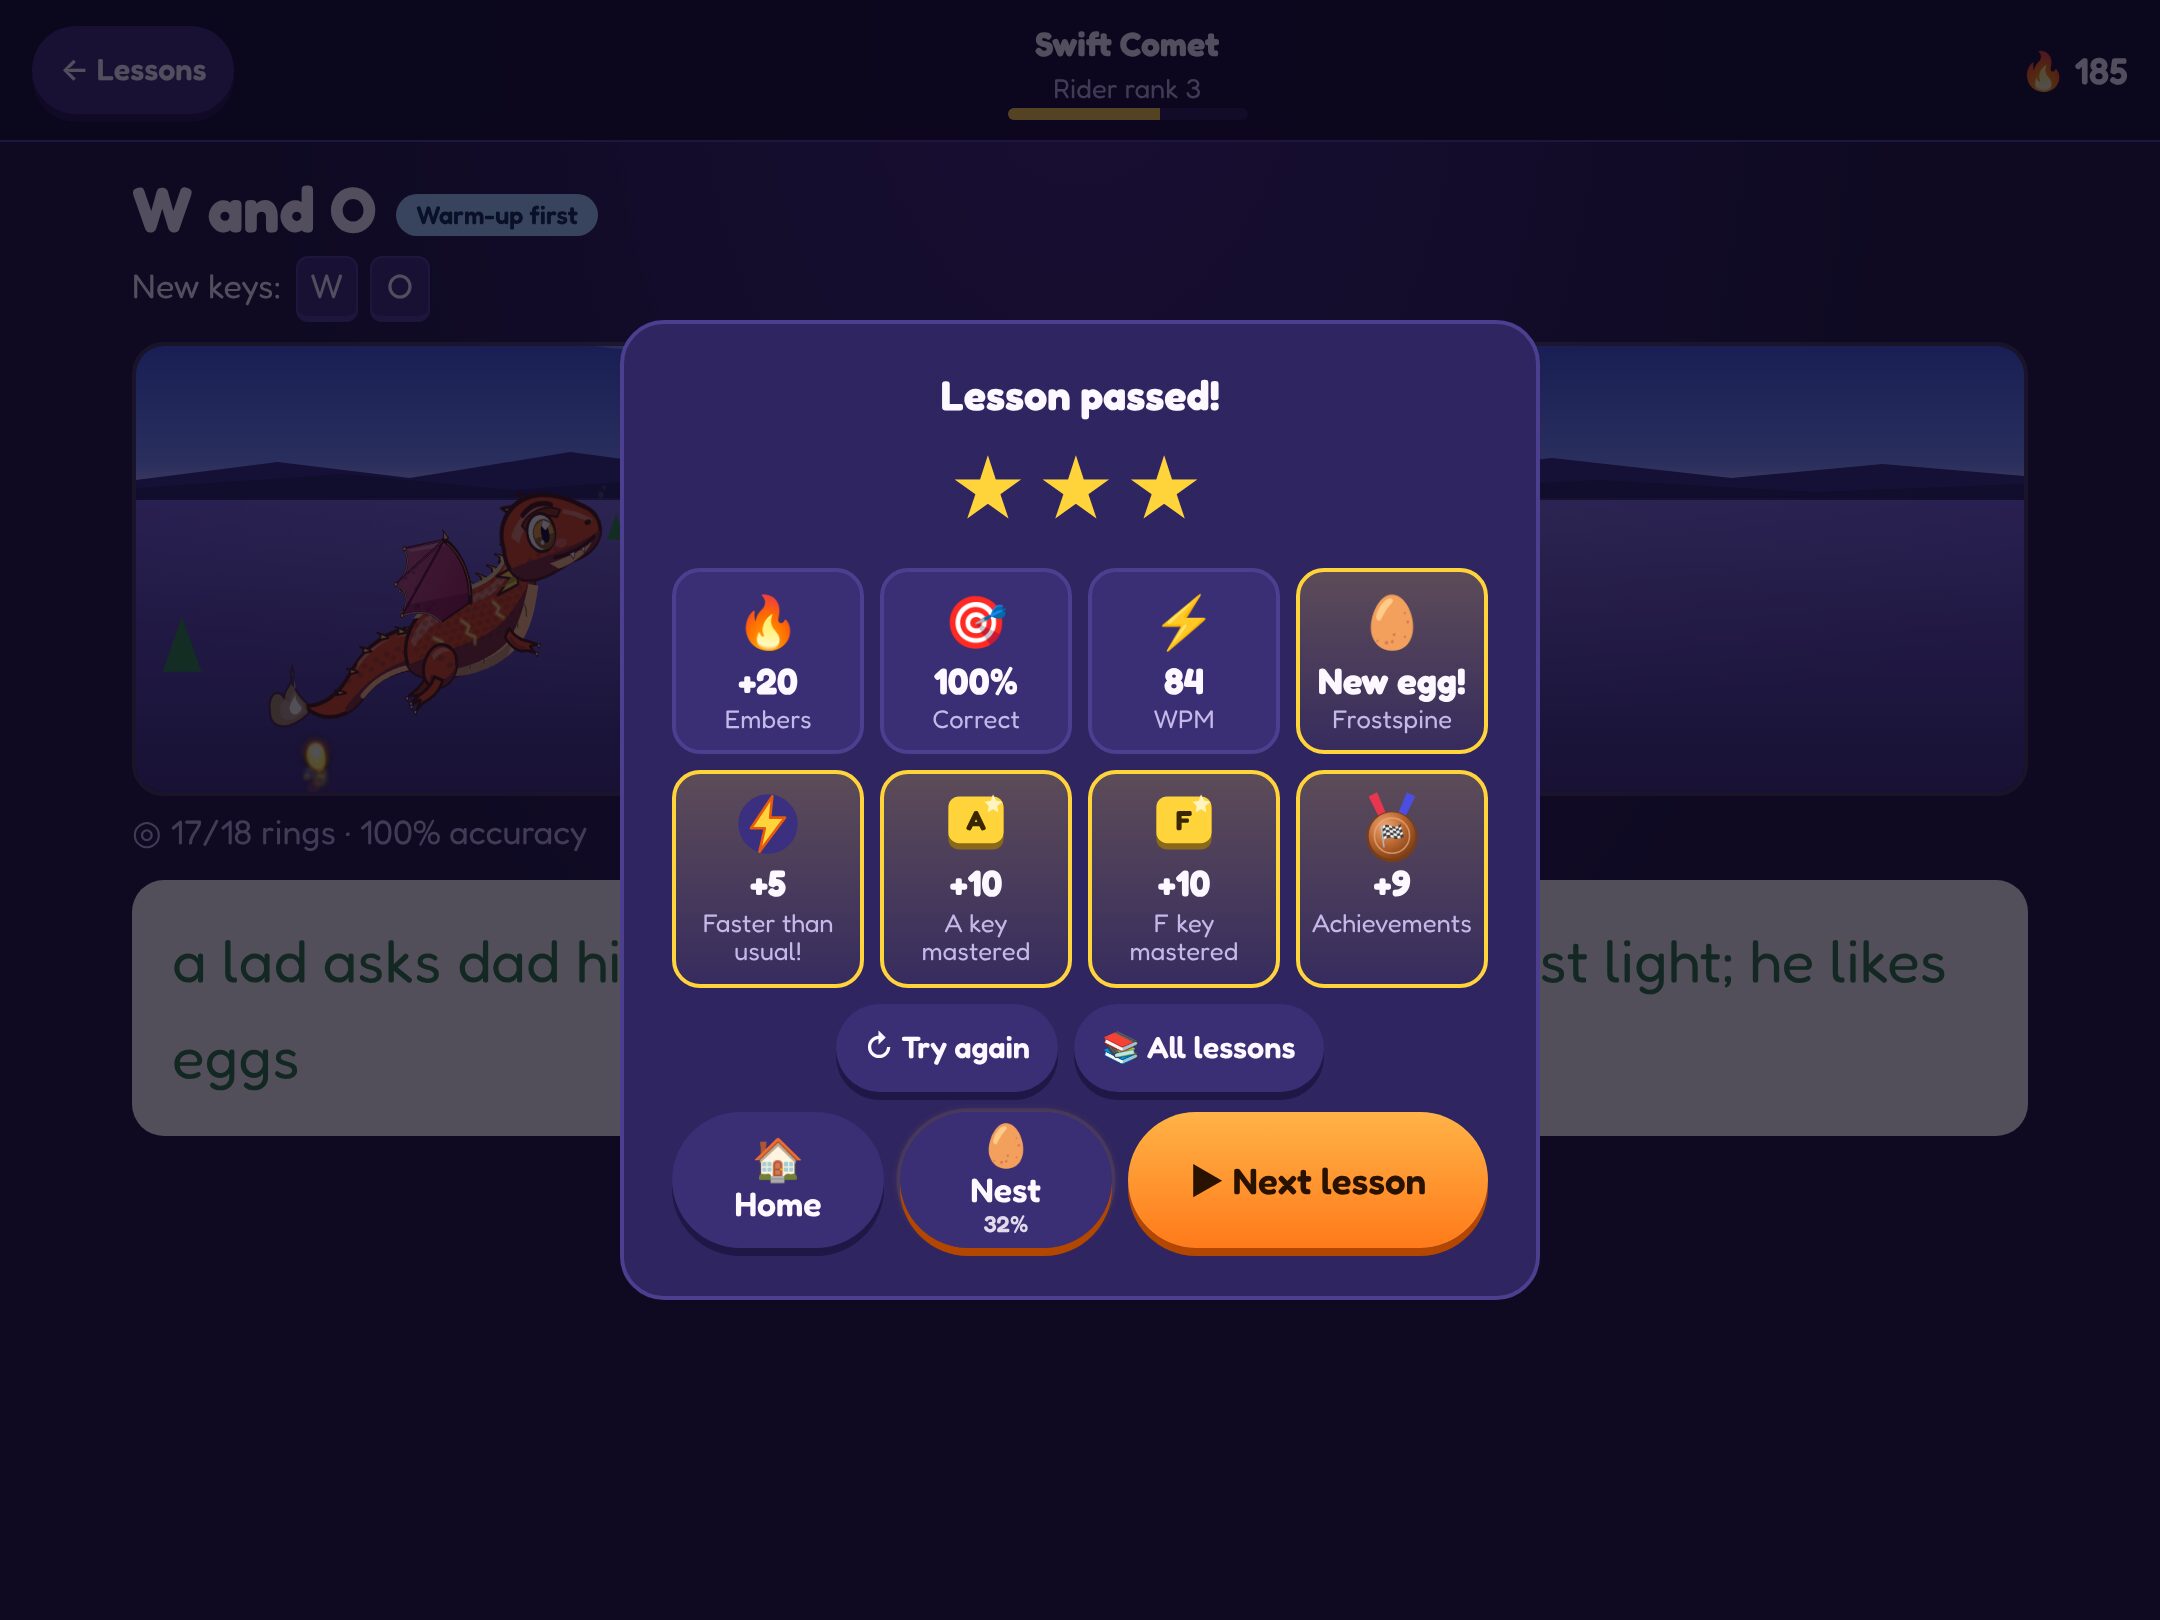 ← Lessons
Swift Comet
Rider rank 3
🔥 185
W and O
Warm-up first
New keys: W O
Lesson passed!
+20
Embers
100%
Correct
84
WPM
New egg!
Frostspine
+5
Faster than
usual!
A
+10
A key
mastered
F
+10
F key
mastered
+9
Achievements
◎ 17/18 rings · 100% accuracy
a lad asks dad hi
st light; he likes
eggs
↻ Try again
📚 All lessons
Home
Nest
32%
▶ Next lesson